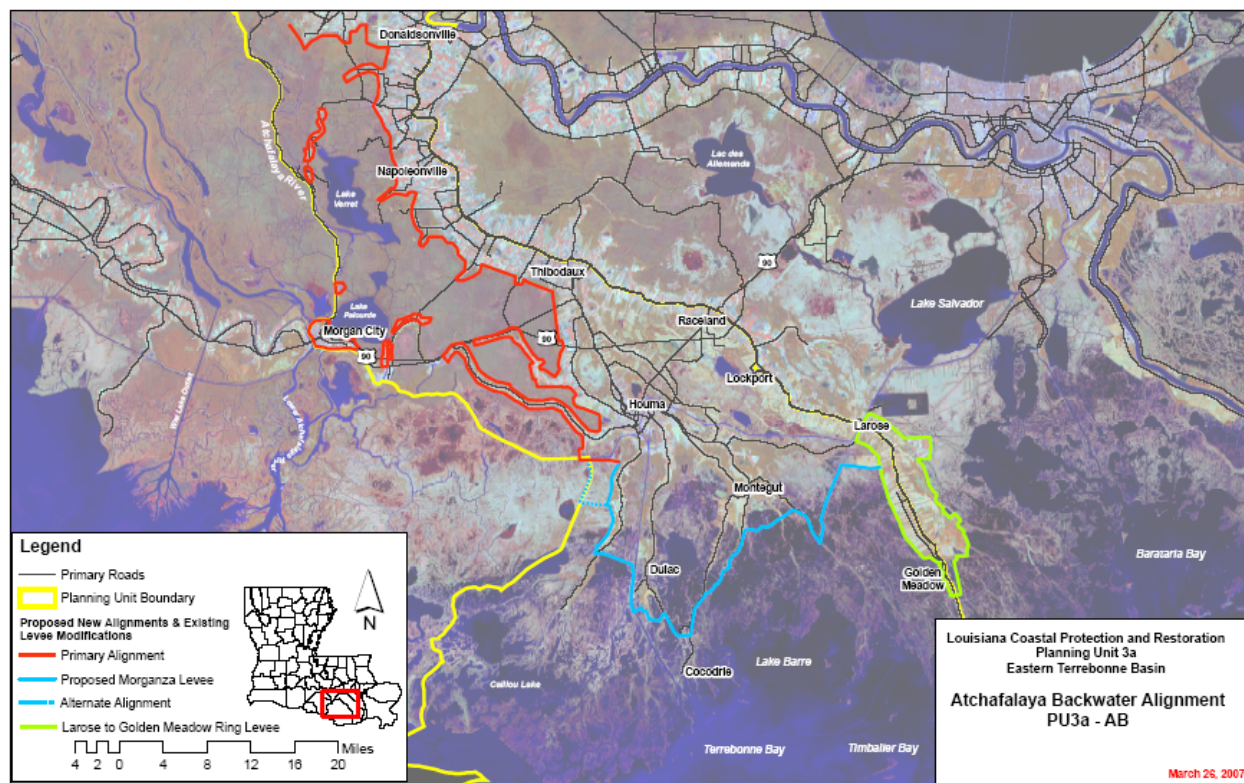 Donaldsonville
Atchafalaya River
Lac des
Allemands
Napoleonville
Lake
Verret
90
Thibodaux
Lake Salvador
Lake
Palourde
Raceland
Morgan City
90
90
Lockport
Houma
Larose
Lower Atchafalaya
River
Montegut
Barataria Bay
Dulac
Golden
Meadow
Cocodrie
Lake Barre
Caillou Lake
Terrebonne Bay
Timbalier Bay
Legend
Primary Roads
Planning Unit Boundary
Proposed New Alignments & Existing
Levee Modifications
Primary Alignment
Proposed Morganza Levee
Alternate Alignment
Larose to Golden Meadow Ring Levee
N
Miles
4 2 0 4 8 12 16 20
Louisiana Coastal Protection and Restoration
Planning Unit 3a
Eastern Terrebonne Basin
Atchafalaya Backwater Alignment
PU3a - AB
March 26, 2007